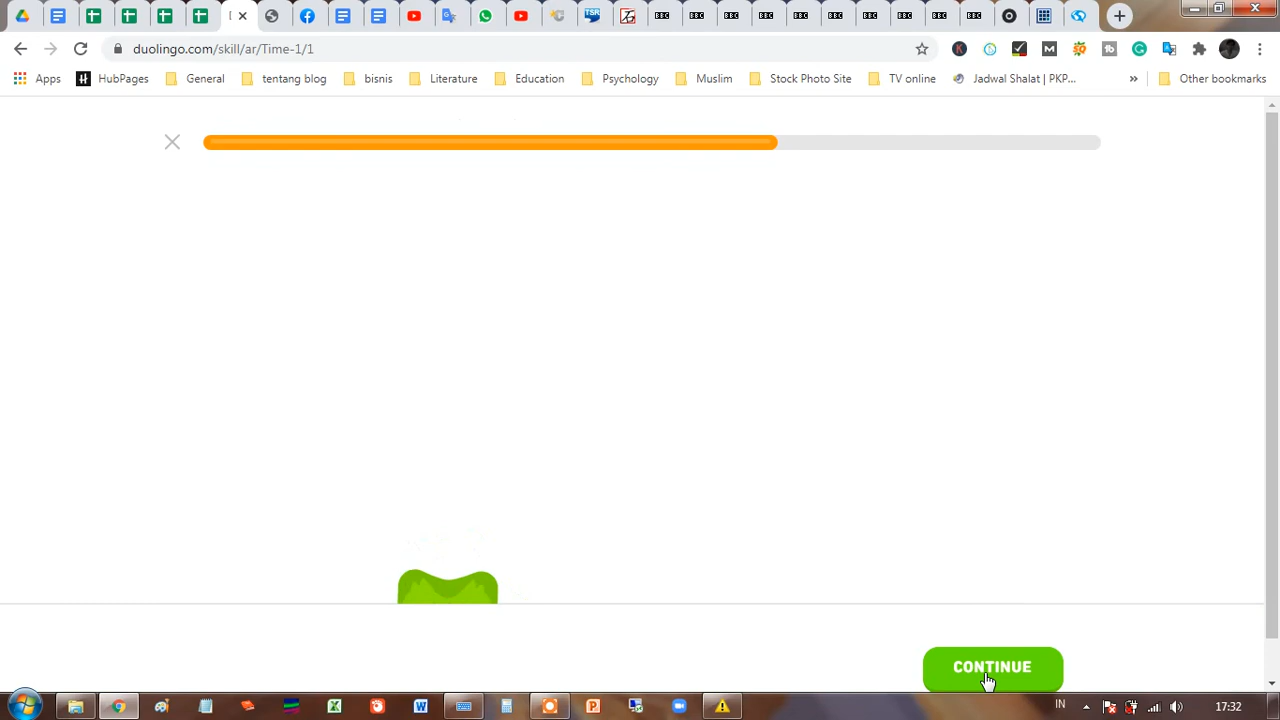 duolingo.com/skill/ar/Time-1/1
Apps HubPages General tentang blog bisnis Literature Education Psychology Muslim Stock Photo Site TV online Jadwal Shalat | PKP... » Other bookmarks
CONTINUE
IN 17:32